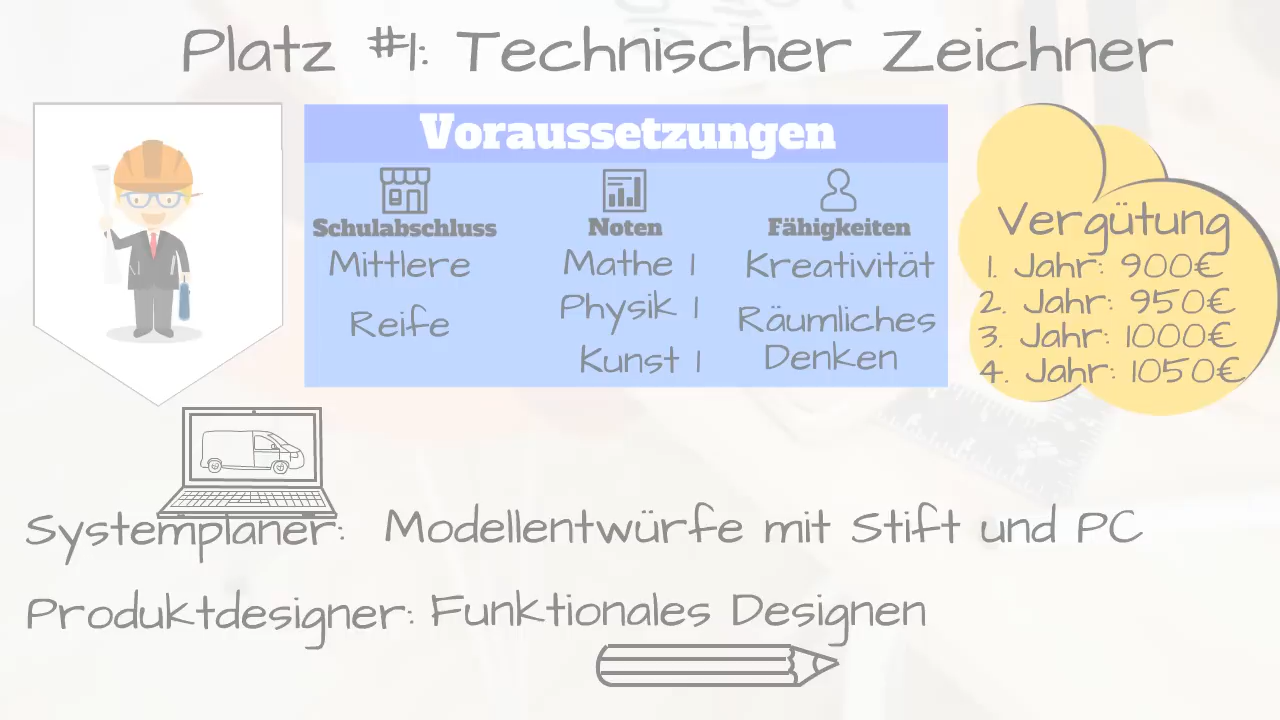 Platz #1: Technischer Zeichner
Voraussetzungen
Schulabschluss
Mittlere
Reife
Noten
Mathe 1
Physik 1
Kunst 1
Fähigkeiten
Kreativität
Räumliches
Denken
Vergütung
1. Jahr: 900€
2. Jahr: 950€
3. Jahr: 1000€
4. Jahr: 1050€
Systemplaner: Modellentwürfe mit Stift und PC
Produktdesigner: Funktionales Designen